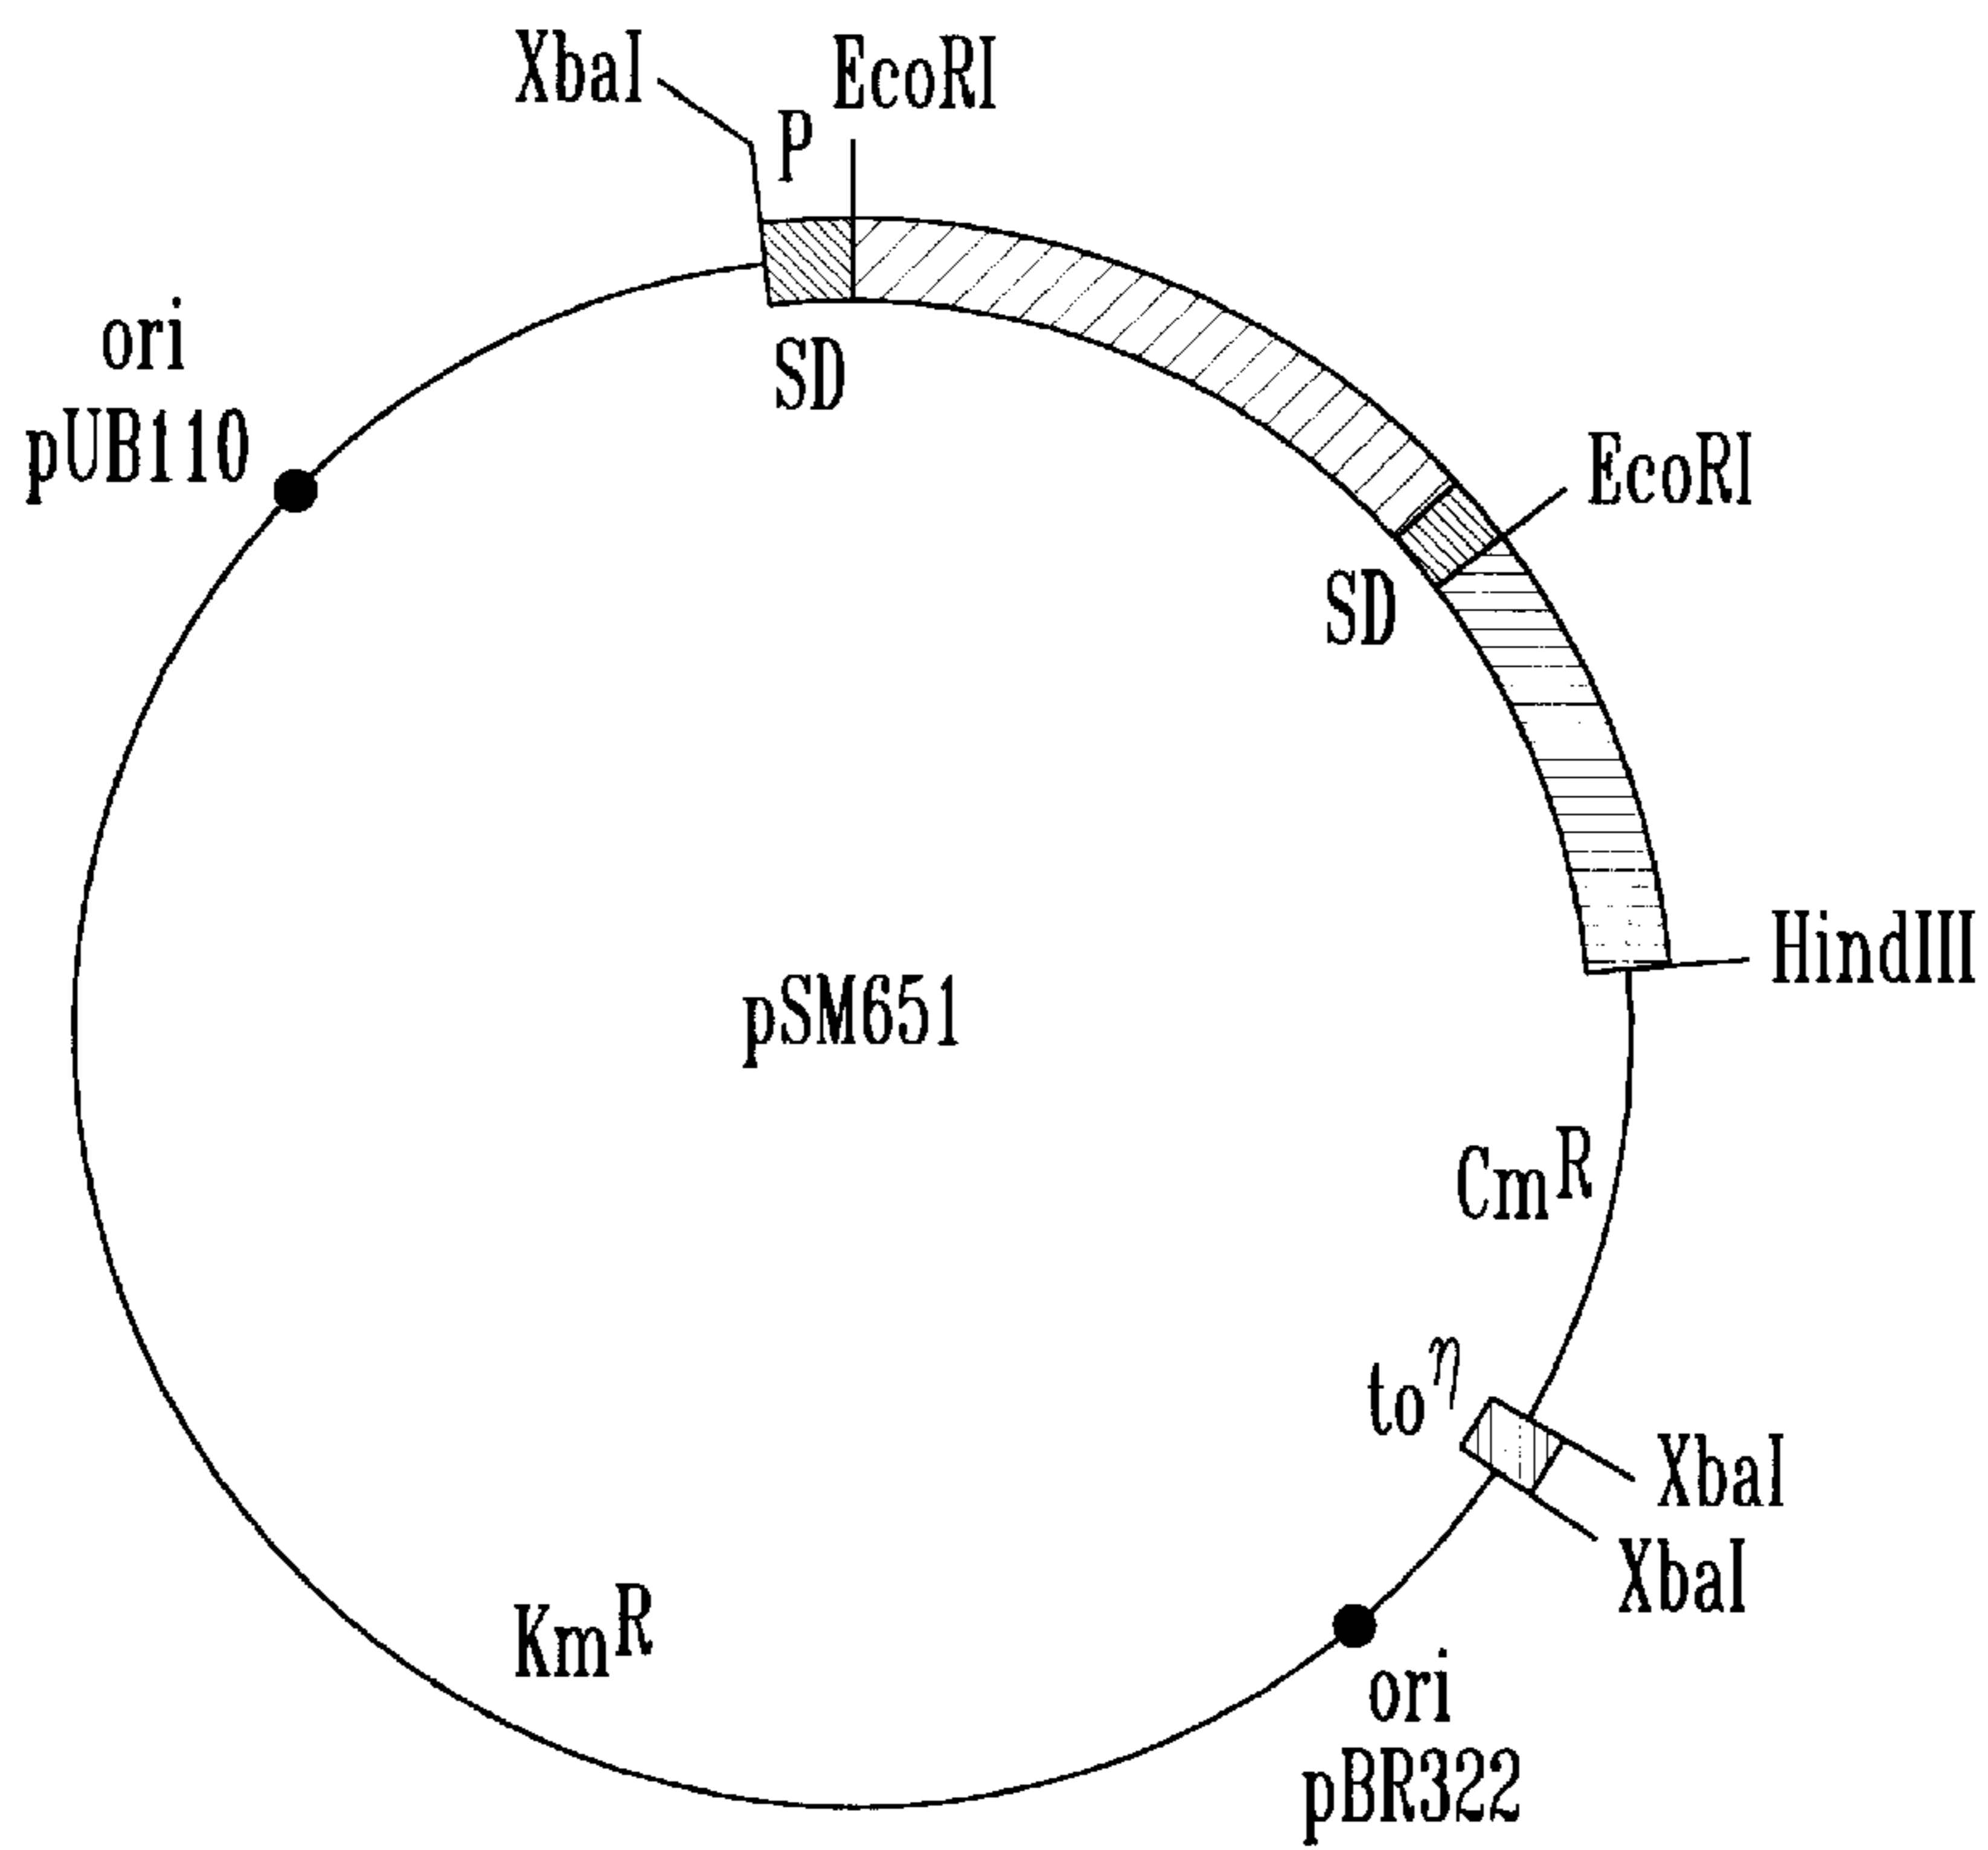 XbaI
EcoRI
P
SD
ori
pUB110
EcoRI
SD
HindIII
pSM651
CmR
toη
XbaI
XbaI
KmR
ori
pBR322